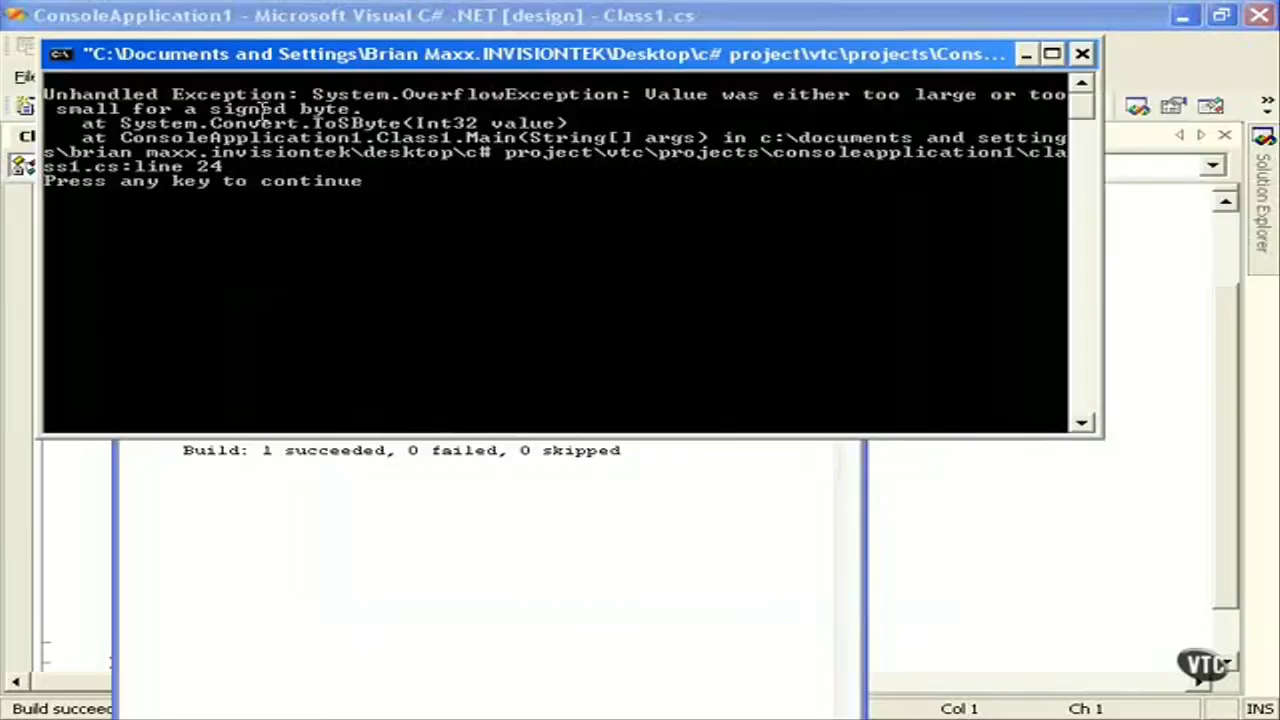 ConsoleApplication1 - Microsoft Visual C# .NET [design] - Class1.cs
"C:\Documents and Settings\Brian Maxx.INVISIONTEK\Desktop\c# project\vtc\projects\Cons...
Unhandled Exception: System.OverflowException: Value was either too large or too
small for a signed byte.
at System.Convert.ToSByte(Int32 value)
at ConsoleApplication1.Class1.Main(String[] args) in c:\documents and setting
s\brian maxx.invisiontek\desktop\c# project\vtc\projects\consoleapplication1\cla
ss1.cs:line 24
Press any key to continue
Solution Explorer
Build: 1 succeeded, 0 failed, 0 skipped
VTC
Build succee
Col 1
Ch 1
INS